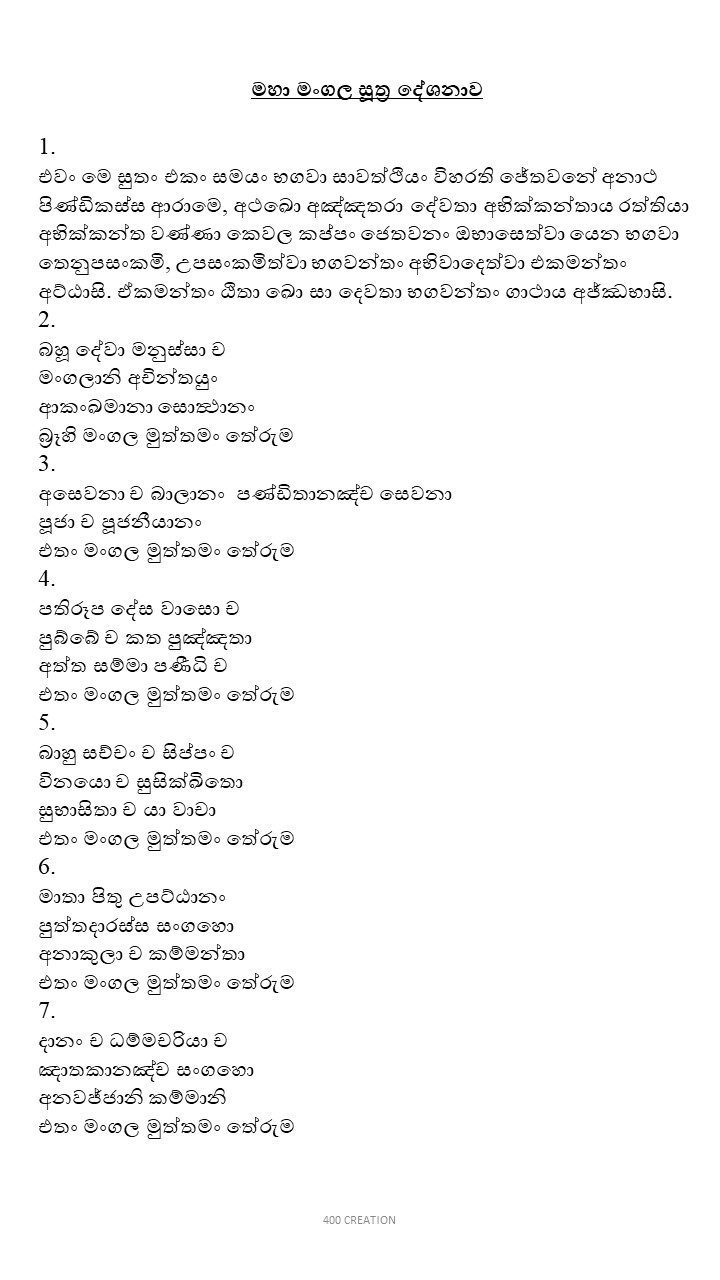 මහා මංගල සූත්‍ර දේශනාව
1.
එවං මෙ සුතං එකං සමයං භගවා සාවත්ථියං විහරති ජේතවනේ අනාථ
පිණ්ඩිකස්ස ආරාමෙ, අථඛො අඤ්ඤතරා දේවතා අභික්කන්තාය රත්තියා
අභික්කන්ත වණ්ණා කෙවල කප්පං ජෙතවනං ඔභාසෙත්වා යෙන භගවා
තෙනුපසංකමි, උපසංකමිත්වා භගවන්තං අභිවාදෙත්වා එකමන්තං
අට්ඨාසි. ඒකමන්තං ඨිතා ඛො සා දෙවතා භගවන්තං ගාථාය අජ්ඣභාසි.
2.
බහූ දේවා මනුස්සා ච
මංගලානි අචින්තයුං
ආකංඛමානා සොත්‍ථානං
බ්‍රූහි මංගල මුත්තමං තේරුම
3.
අසෙවනා ච බාලානං  පණ්ඩිතානඤ්ච සෙවනා
පූජා ච පූජනීයානං
එතං මංගල මුත්තමං තේරුම
4.
පතිරූප දේස වාසො ච
පුබ්බේ ච කත පුඤ්ඤතා
අත්ත සම්මා පණීධි ච
එතං මංගල මුත්තමං තේරුම
5.
බාහු සච්චං ච සිප්පං ච
විනයො ච සුසික්ඛිතො
සුභාසිතා ච යා වාචා
එතං මංගල මුත්තමං තේරුම
6.
මාතා පිතු උපට්ඨානං
පුත්තදාරස්ස සංගහො
අනාකුලා ච කම්මන්තා
එතං මංගල මුත්තමං තේරුම
7.
දානං ච ධම්මචරියා ච
ඤාතකානඤ්ච සංගහො
අනවජ්ජානි කම්මානි
එතං මංගල මුත්තමං තේරුම
400 CREATION